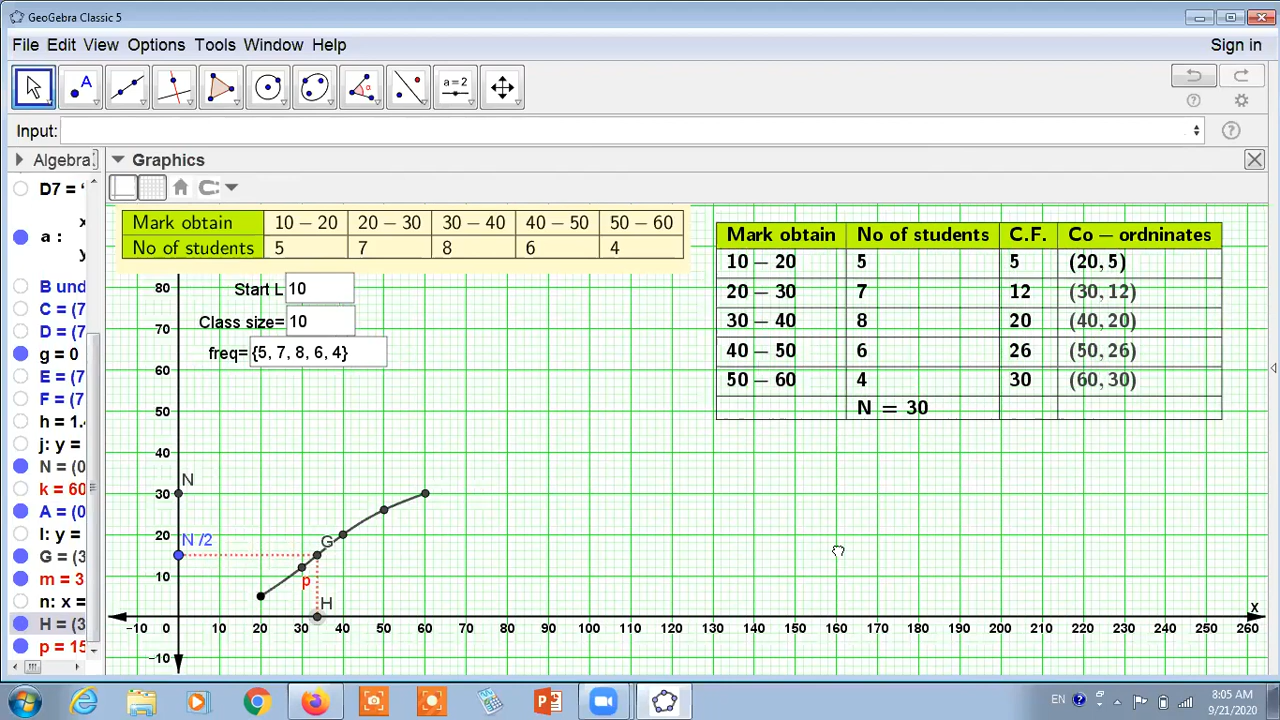 GeoGebra Classic 5
File Edit View Options Tools Window Help
Sign in
A
α
a = 2
Input:
Algebra
Graphics
D7 = '
a :
B und
C = (7
D = (7
g = 0
E = (7
F = (7
h = 1.
j: y =
N = (0
k = 60
A = (0
l: y =
G = (3
m = 3
n: x =
H = (3
p = 15
Mark obtain 10 – 20 20 – 30 30 – 40 40 – 50 50 – 60
No of students 5 7 8 6 4
Start L 10
Class size= 10
freq= {5, 7, 8, 6, 4}
Mark obtain No of students C.F. Co – ordninates
10 – 20 5 5 (20, 5)
20 – 30 7 12 (30, 12)
30 – 40 8 20 (40, 20)
40 – 50 6 26 (50, 26)
50 – 60 4 30 (60, 30)
N = 30
80
70
60
50
40
30
20
10
–10
N
N /2
G
p
H
x
–10 0 10 20 30 40 50 60 70 80 90 100 110 120 130 140 150 160 170 180 190 200 210 220 230 240 250 260
EN
8:05 AM
9/21/2020